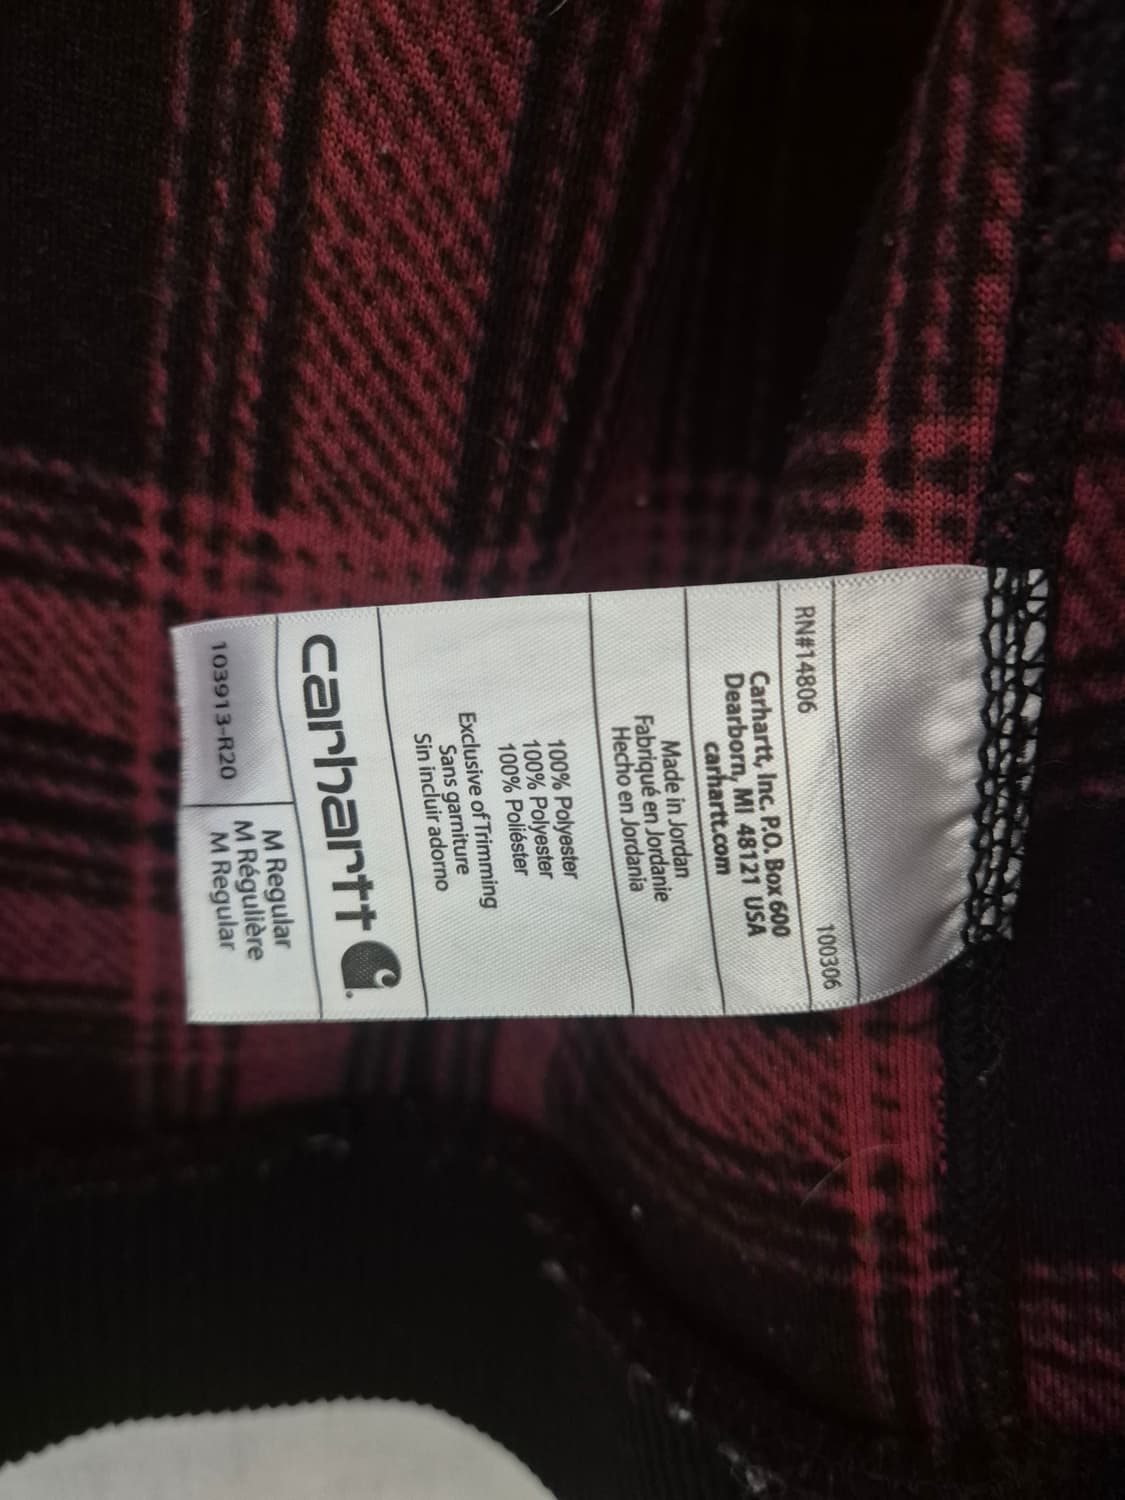 RN#14806 100306
Carhartt, Inc. P.O. Box 600
Dearborn, MI 48121 USA
carhartt.com
Made in Jordan
Fabriqué en Jordanie
Hecho en Jordania
100% Polyester
100% Polyester
100% Poliéster
Exclusive of Trimming
Sans garniture
Sin incluir adorno
carhartt
M Regular
M Régulière
M Regular
103913-R20